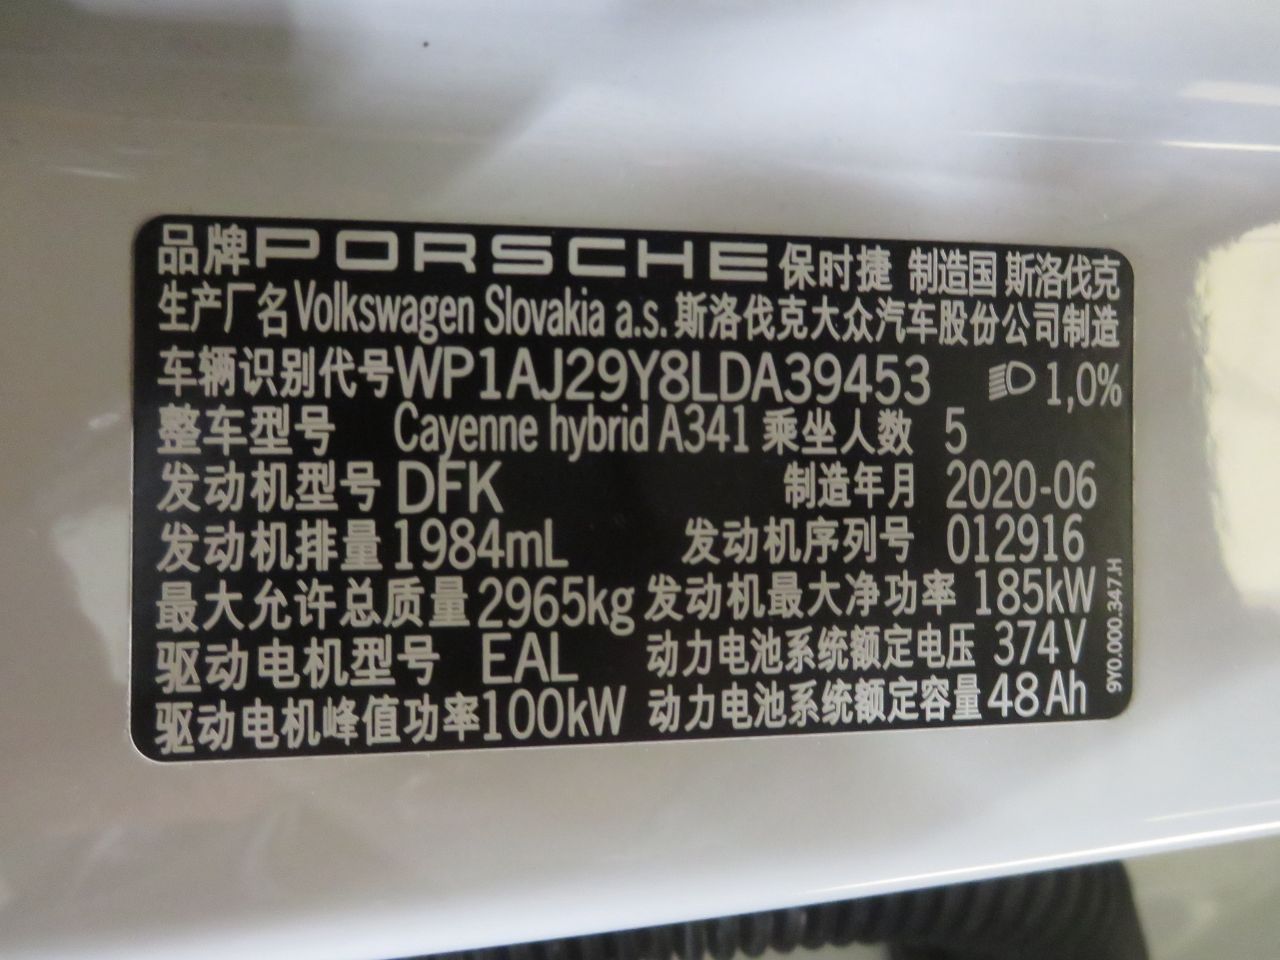 品牌PORSCHE 保时捷 制造国 斯洛伐克
生产厂名Volkswagen Slovakia a.s.斯洛伐克大众汽车股份公司制造
车辆识别代号WP1AJ29Y8LDA39453 1,0%
整车型号 Cayenne hybrid A341 乘坐人数 5
发动机型号DFK 制造年月 2020-06
发动机排量1984mL 发动机序列号 012916
最大允许总质量2965kg 发动机最大净功率 185kW
驱动电机型号 EAL 动力电池系统额定电压 374V
驱动电机峰值功率100kW 动力电池系统额定容量48Ah
9Y0.000.347.H